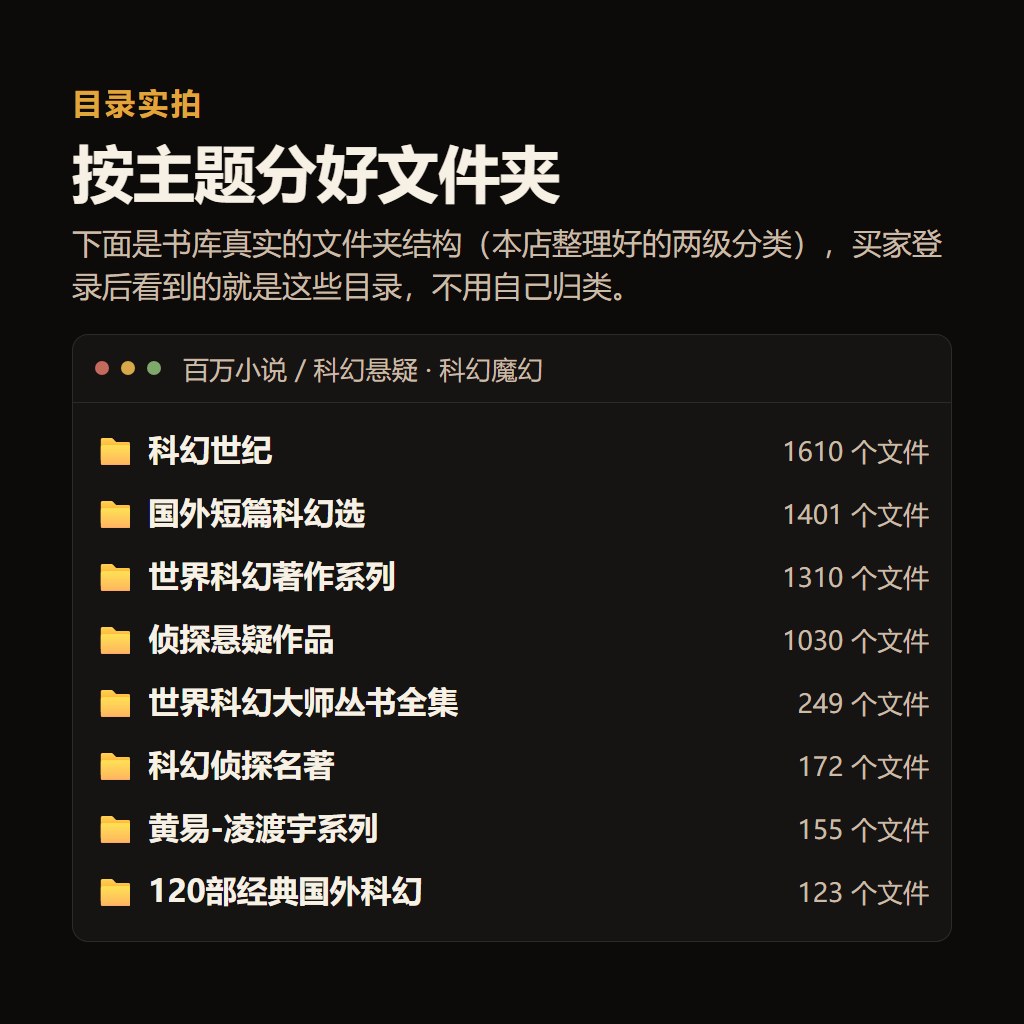 目录实拍
按主题分好文件夹
下面是书库真实的文件夹结构（本店整理好的两级分类），买家登
录后看到的就是这些目录，不用自己归类。
百万小说 / 科幻悬疑 · 科幻魔幻
科幻世纪 1610 个文件
国外短篇科幻选 1401 个文件
世界科幻著作系列 1310 个文件
侦探悬疑作品 1030 个文件
世界科幻大师丛书全集 249 个文件
科幻侦探名著 172 个文件
黄易-凌渡宇系列 155 个文件
120部经典国外科幻 123 个文件